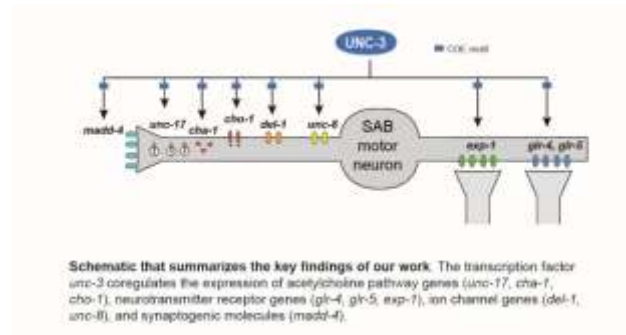 UNC-3
COE motif
cho-1
madd-4 unc-17 cha-1 del-1 unc-8
SAB
motor
neuron
exp-1 glr-4, glr-5
Schematic that summarizes the key findings of our work. The transcription factor
unc-3 coregulates the expression of acetylcholine pathway genes (unc-17, cha-1,
cho-1), neurotransmitter receptor genes (glr-4, glr-5, exp-1), ion channel genes (del-1,
unc-8), and synaptogenic molecules (madd-4).